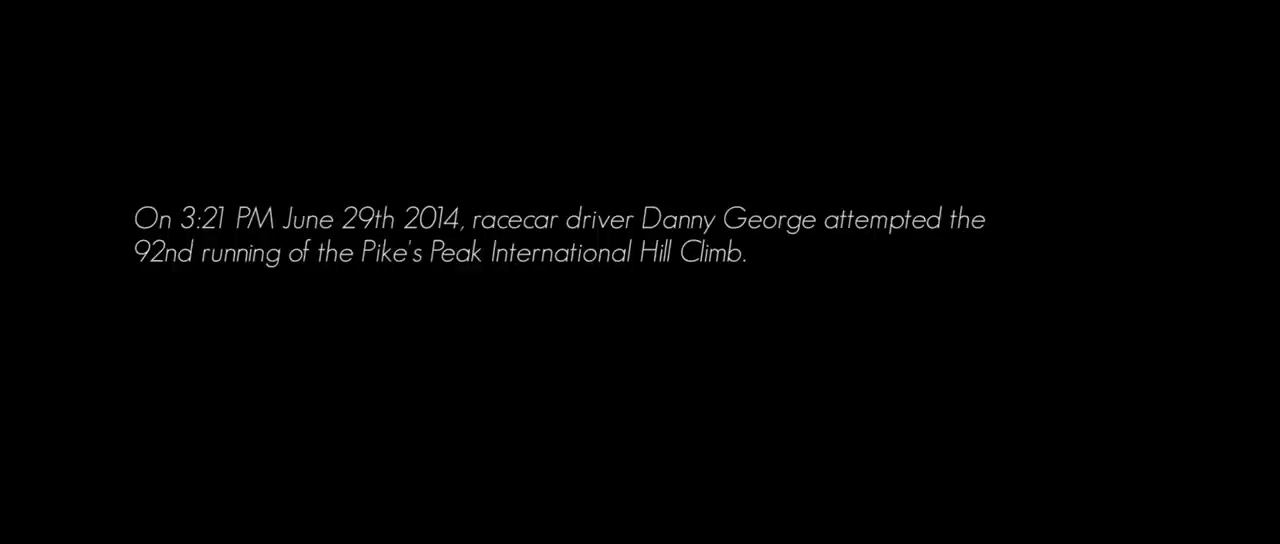 On 3:21 PM June 29th 2014, racecar driver Danny George attempted the
92nd running of the Pike's Peak International Hill Climb.